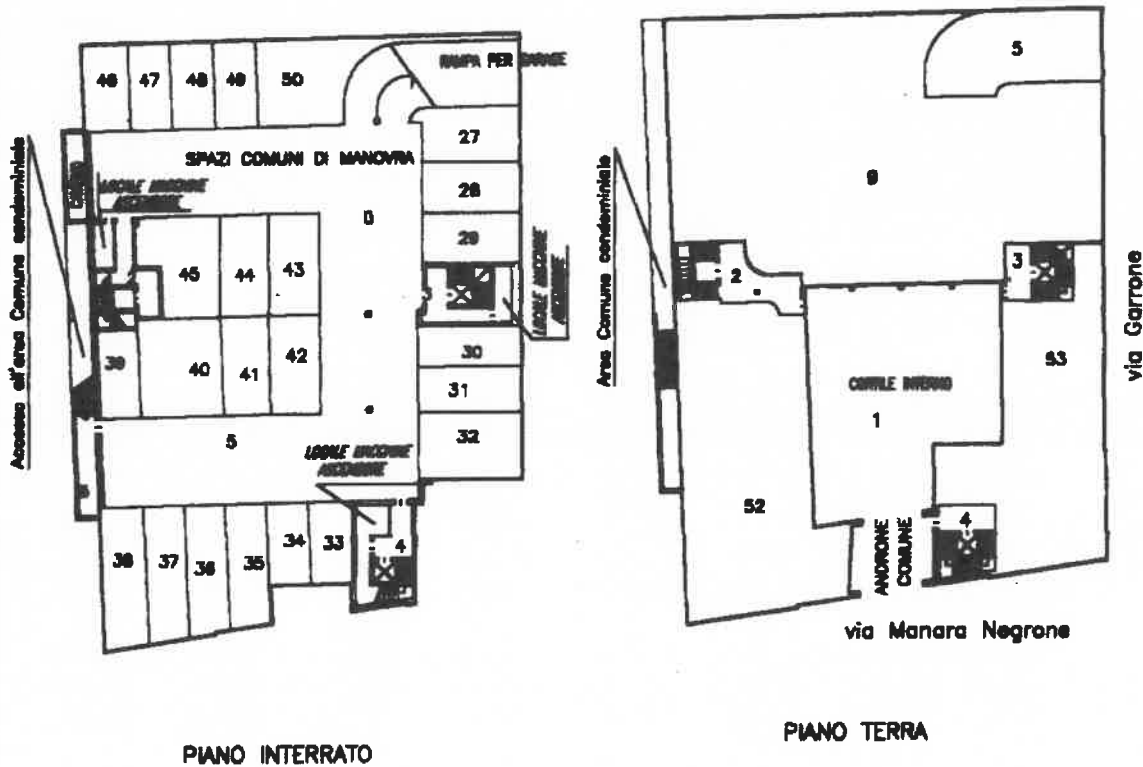 46 47 48 49 50
RAMPA PER GARAGE
27
SPAZI COMUNI DI MANOVRA
28
LOCALE MACCHINE
ASCENSORE
29
45 44 43
LOCALE MACCHINE
ASCENSORE
Accesso all'area Comune condominiale
39 40 41 42
30
31
5
32
LOCALE MACCHINE
ASCENSORE
5
38 37 36 35 34 33 4
PIANO INTERRATO
5
9
Area Comune condominiale
2
3
via Garrone
53
CORTILE INTERNO
1
52
ANDRONE
COMUNE
4
via Manara Negrone
PIANO TERRA